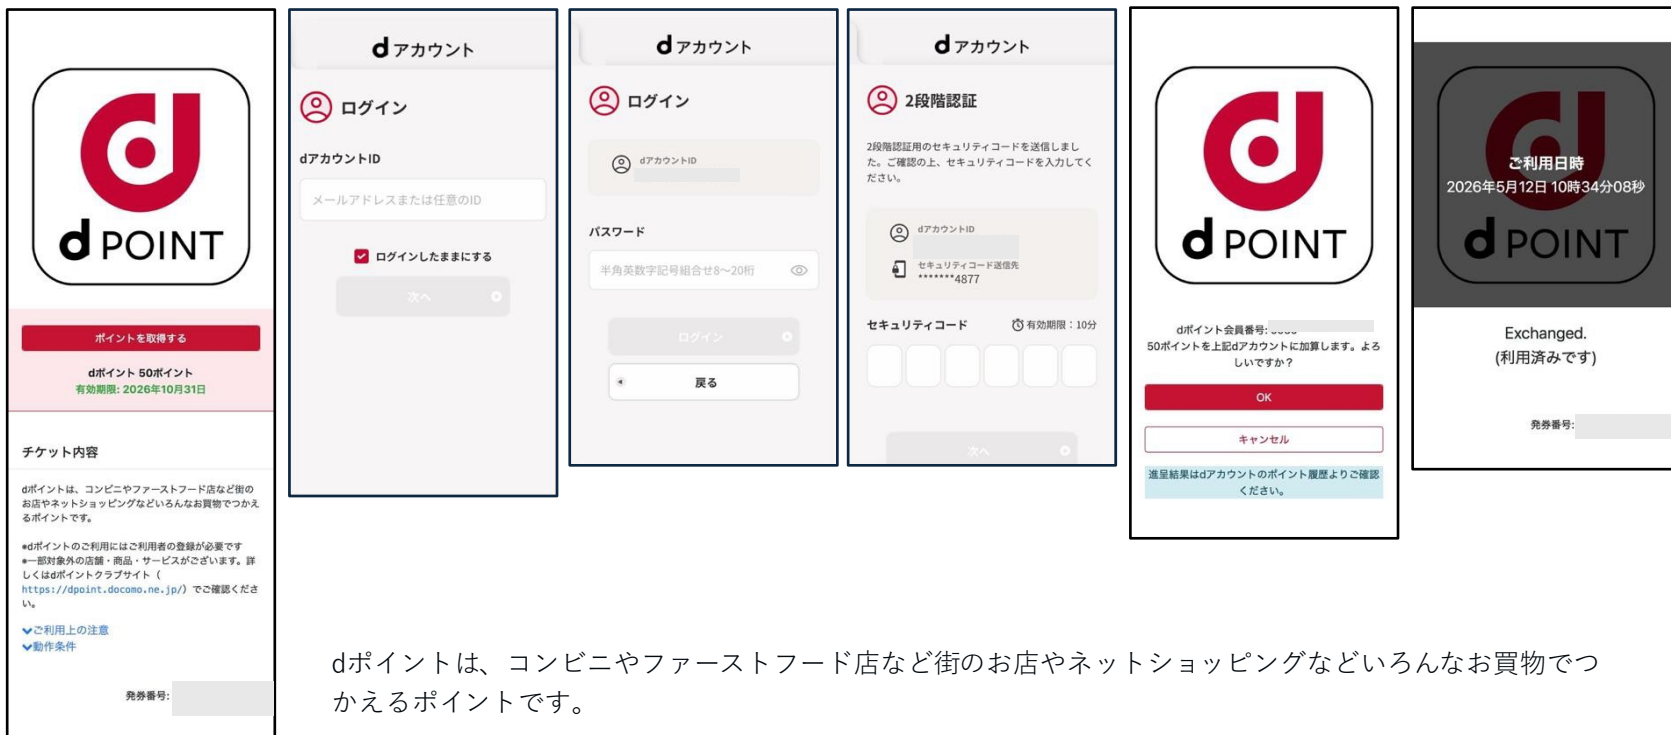 d POINT
ポイントを取得する
dポイント 50ポイント
有効期限: 2026年10月31日
チケット内容
dポイントは、コンビニやファーストフード店など街の
お店やネットショッピングなどいろんなお買物でつかえ
るポイントです。
*dポイントのご利用にはご利用者の登録が必要です
*一部対象外の店舗・商品・サービスがございます。詳
しくはdポイントクラブサイト（
https://dpoint.docomo.ne.jp/）でご確認くださ
い。
ご利用上の注意
動作条件
発券番号:
dアカウント
ログイン
dアカウントID
メールアドレスまたは任意のID
ログインしたままにする
次へ
dアカウント
ログイン
dアカウントID
パスワード
半角英数字記号組合せ8~20桁
ログイン
戻る
dアカウント
2段階認証
2段階認証用のセキュリティコードを送信しまし
た。ご確認の上、セキュリティコードを入力してく
ださい。
dアカウントID
セキュリティコード送信先
*******4877
セキュリティコード
有効期限：10分
次へ
d POINT
dポイント会員番号:
50ポイントを上記dアカウントに加算します。よろ
しいですか？
OK
キャンセル
進呈結果はdアカウントのポイント履歴よりご確認
ください。
ご利用日時
2026年5月12日 10時34分08秒
d POINT
Exchanged.
(利用済みです)
発券番号:
dポイントは、コンビニやファーストフード店など街のお店やネットショッピングなどいろんなお買物でつ
かえるポイントです。